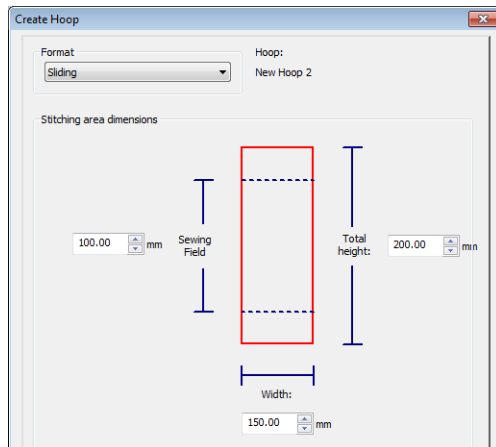 Create Hoop
Format
Sliding
Hoop:
New Hoop 2
Stitching area dimensions
100.00 mm
Sewing
Field
Total
height:
200.00 mm
Width:
150.00 mm